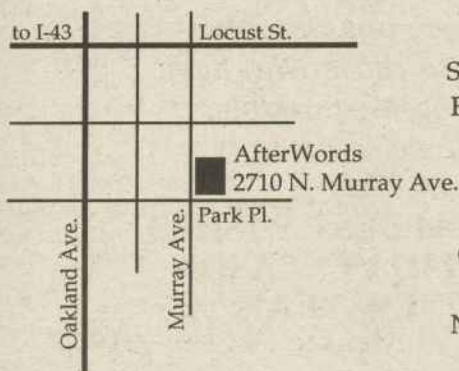 to I-43
Locust St.
AfterWords
2710 N. Murray Ave.
Park Pl.
Oakland Ave.
Murray Ave.